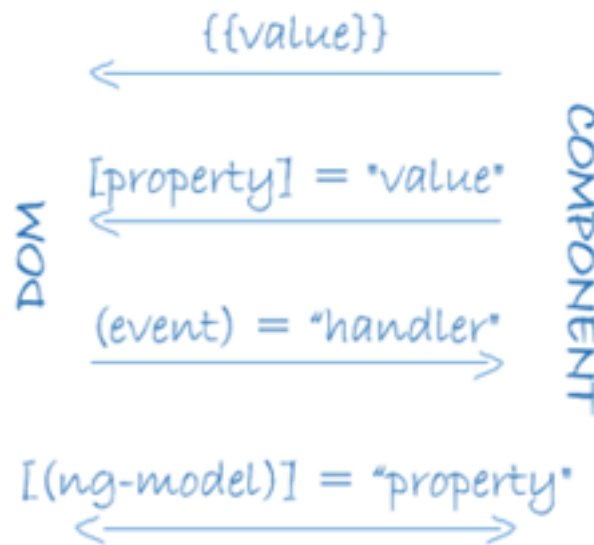 {{value}}
[property] = "value"
DOM
COMPONENT
(event) = "handler"
[(ng-model)] = "property"